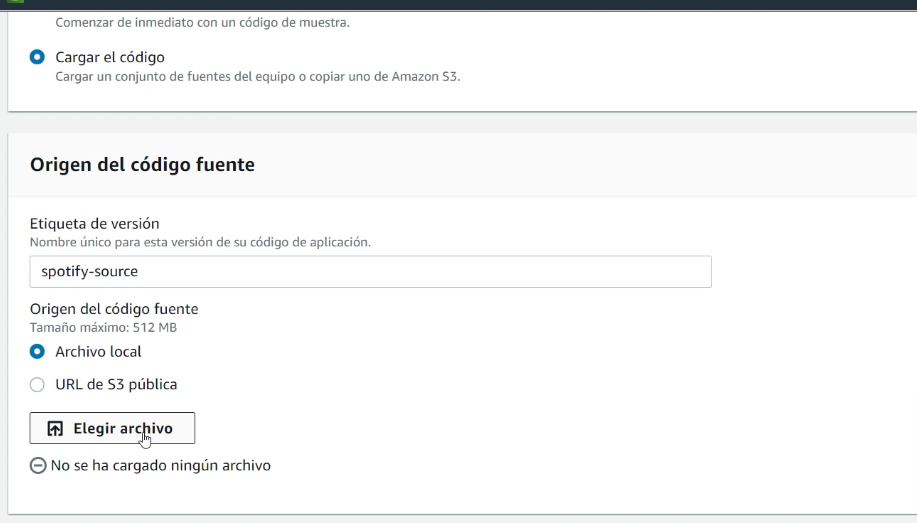 Comenzar de inmediato con un código de muestra.
Cargar el código
Cargar un conjunto de fuentes del equipo o copiar uno de Amazon S3.
Origen del código fuente
Etiqueta de versión
Nombre único para esta versión de su código de aplicación.
spotify-source
Origen del código fuente
Tamaño máximo: 512 MB
Archivo local
URL de S3 pública
Elegir archivo
No se ha cargado ningún archivo